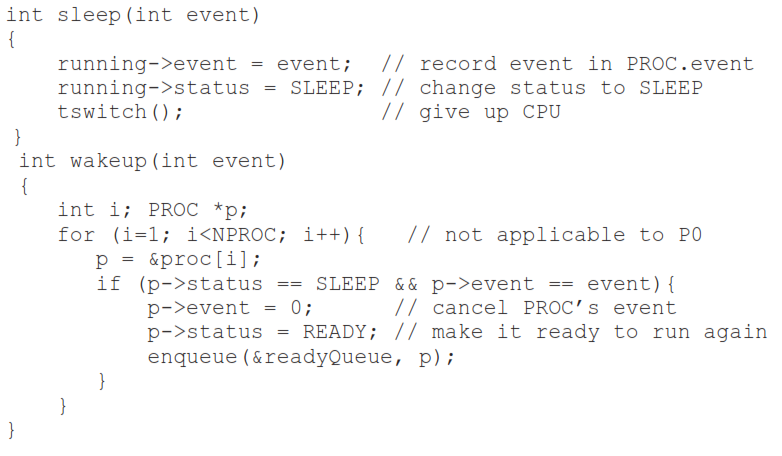 int sleep(int event)
{
    running->event = event;  // record event in PROC.event
    running->status = SLEEP; // change status to SLEEP
    tswitch();               // give up CPU
}
int wakeup(int event)
{
    int i; PROC *p;
    for (i=1; i<NPROC; i++){   // not applicable to P0
       p = &proc[i];
       if (p->status == SLEEP && p->event == event){
           p->event = 0;      // cancel PROC’s event
           p->status = READY; // make it ready to run again
           enqueue(&readyQueue, p);
       }
    }
}